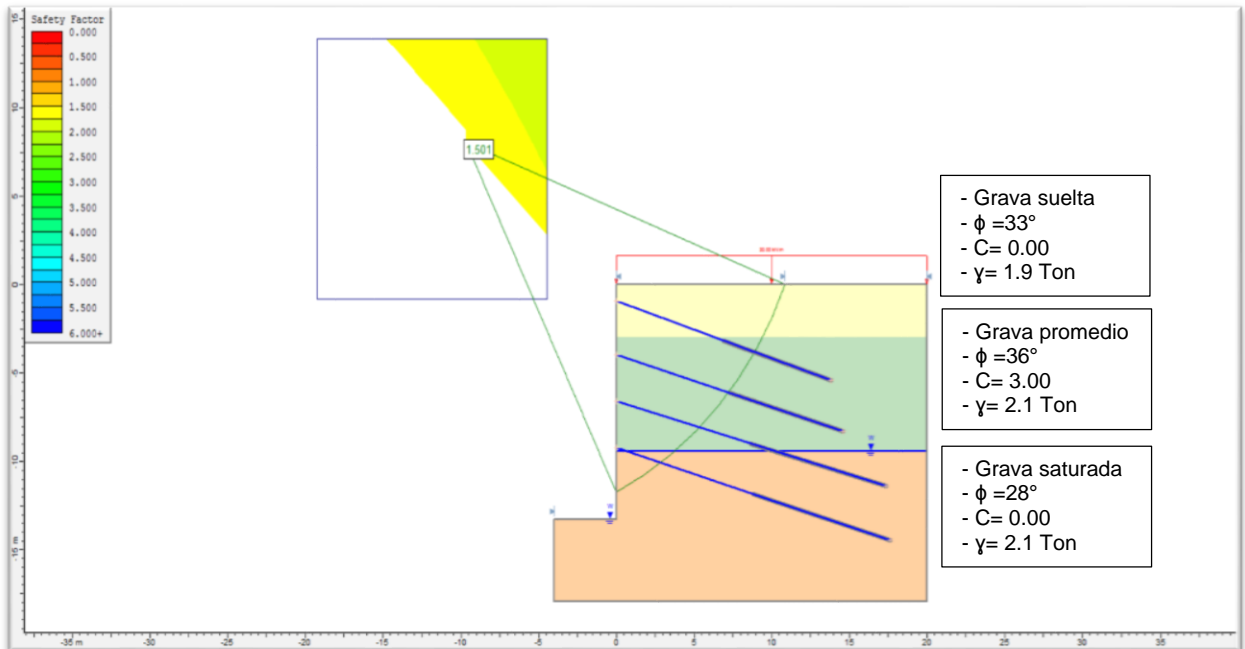 Safety Factor
0.000
0.500
1.000
1.500
2.000
2.500
3.000
3.500
4.000
4.500
5.000
5.500
6.000+
15
10
5
0
-5
-10
-15 m
1.501
W
W
- Grava suelta
- ϕ =33°
- C= 0.00
- ɣ= 1.9 Ton
- Grava promedio
- ϕ =36°
- C= 3.00
- ɣ= 2.1 Ton
- Grava saturada
- ϕ =28°
- C= 0.00
- ɣ= 2.1 Ton
-35 m
-30
-25
-20
-15
-10
-5
0
5
10
15
20
25
30
35